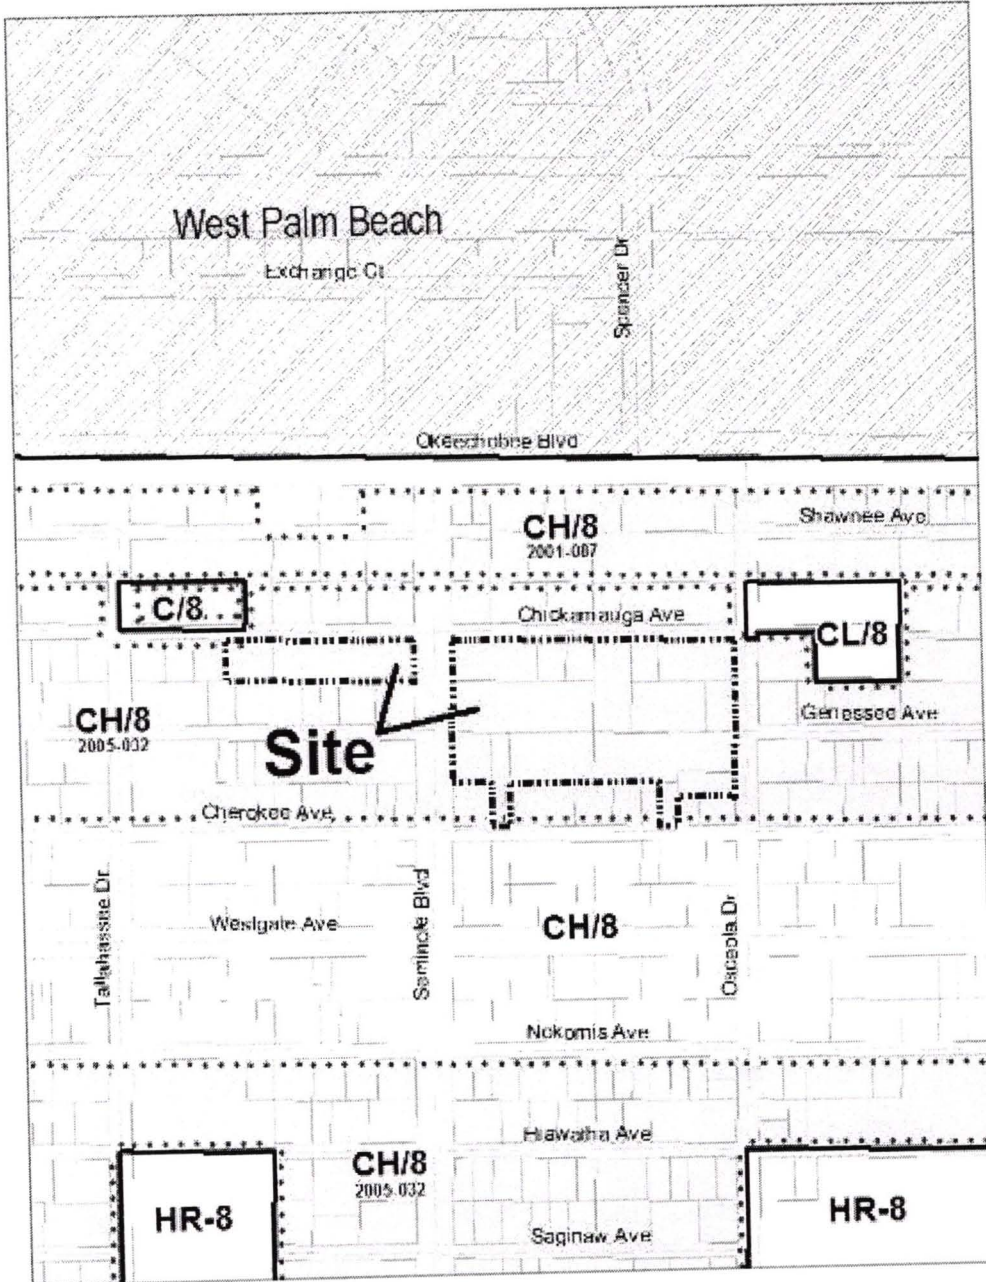 West Palm Beach
Exchange Ct
Spencer Dr
Okeechobee Blvd
CH/8
2001-087
Shawnee Ave
C/8
Chickamauga Ave
CL/8
CH/8
2005-032
Site
Genessee Ave
Cherokee Ave
Tallahassee Dr
Westgate Ave
Seminole Blvd
CH/8
Osceola Dr
Nokomis Ave
Hiawatha Ave
CH/8
2005-032
HR-8
HR-8
Saginaw Ave